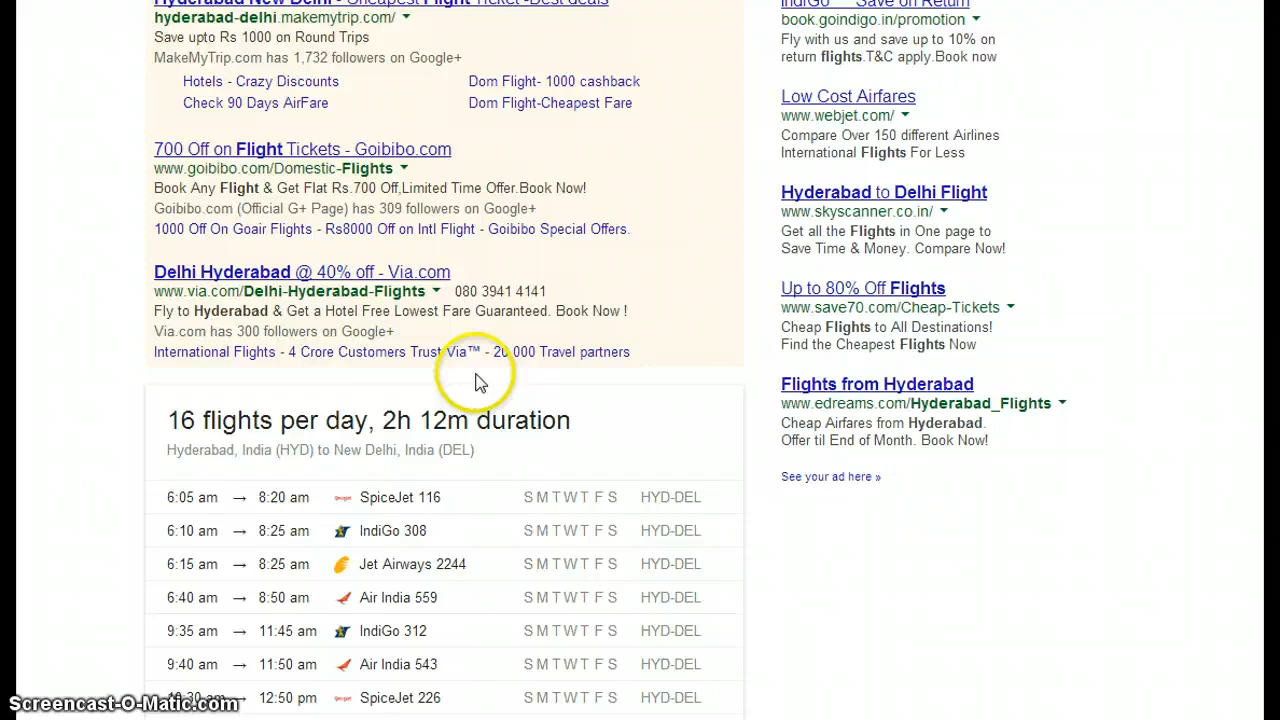 Hyderabad New Delhi - Cheapest Flight Ticket -Best deals
hyderabad-delhi.makemytrip.com/
Save upto Rs 1000 on Round Trips
MakeMyTrip.com has 1,732 followers on Google+
Hotels - Crazy Discounts
Dom Flight- 1000 cashback
Check 90 Days AirFare
Dom Flight-Cheapest Fare
700 Off on Flight Tickets - Goibibo.com
www.goibibo.com/Domestic-Flights
Book Any Flight & Get Flat Rs.700 Off,Limited Time Offer.Book Now!
Goibibo.com (Official G+ Page) has 309 followers on Google+
1000 Off On Goair Flights - Rs8000 Off on Intl Flight - Goibibo Special Offers.
Delhi Hyderabad @ 40% off - Via.com
www.via.com/Delhi-Hyderabad-Flights 080 3941 4141
Fly to Hyderabad & Get a Hotel Free Lowest Fare Guaranteed. Book Now !
Via.com has 300 followers on Google+
International Flights - 4 Crore Customers Trust Via™ - 20,000 Travel partners
16 flights per day, 2h 12m duration
Hyderabad, India (HYD) to New Delhi, India (DEL)
6:05 am → 8:20 am SpiceJet 116 S M T W T F S HYD-DEL
6:10 am → 8:25 am IndiGo 308 S M T W T F S HYD-DEL
6:15 am → 8:25 am Jet Airways 2244 S M T W T F S HYD-DEL
6:40 am → 8:50 am Air India 559 S M T W T F S HYD-DEL
9:35 am → 11:45 am IndiGo 312 S M T W T F S HYD-DEL
9:40 am → 11:50 am Air India 543 S M T W T F S HYD-DEL
10:30 am → 12:50 pm SpiceJet 226 S M T W T F S HYD-DEL
IndiGo Save on Return
book.goindigo.in/promotion
Fly with us and save up to 10% on
return flights.T&C apply.Book now
Low Cost Airfares
www.webjet.com/
Compare Over 150 different Airlines
International Flights For Less
Hyderabad to Delhi Flight
www.skyscanner.co.in/
Get all the Flights in One page to
Save Time & Money. Compare Now!
Up to 80% Off Flights
www.save70.com/Cheap-Tickets
Cheap Flights to All Destinations!
Find the Cheapest Flights Now
Flights from Hyderabad
www.edreams.com/Hyderabad_Flights
Cheap Airfares from Hyderabad.
Offer til End of Month. Book Now!
See your ad here »
Screencast-O-Matic.com